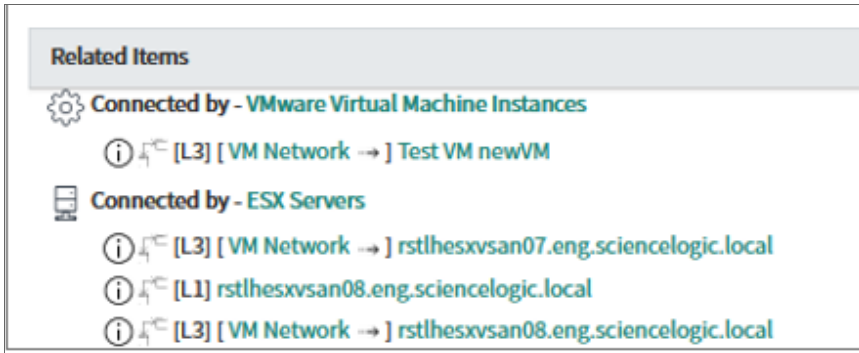 Related Items
Connected by - VMware Virtual Machine Instances
[L3] [ VM Network → ] Test VM newVM
Connected by - ESX Servers
[L3] [ VM Network → ] rstlhesxvsan07.eng.sciencelogic.local
[L1] rstlhesxvsan08.eng.sciencelogic.local
[L3] [ VM Network → ] rstlhesxvsan08.eng.sciencelogic.local